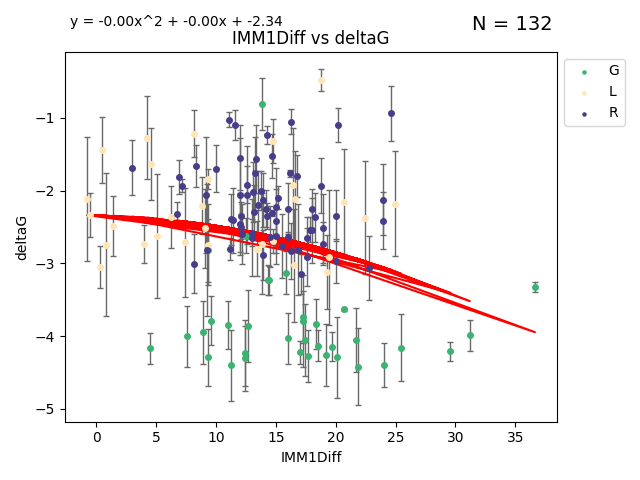 y = -0.00x^2 + -0.00x + -2.34
N = 132
IMM1Diff vs deltaG
G
L
R
deltaG
−1
−2
−3
−4
−5
0 5 10 15 20 25 30 35
IMM1Diff